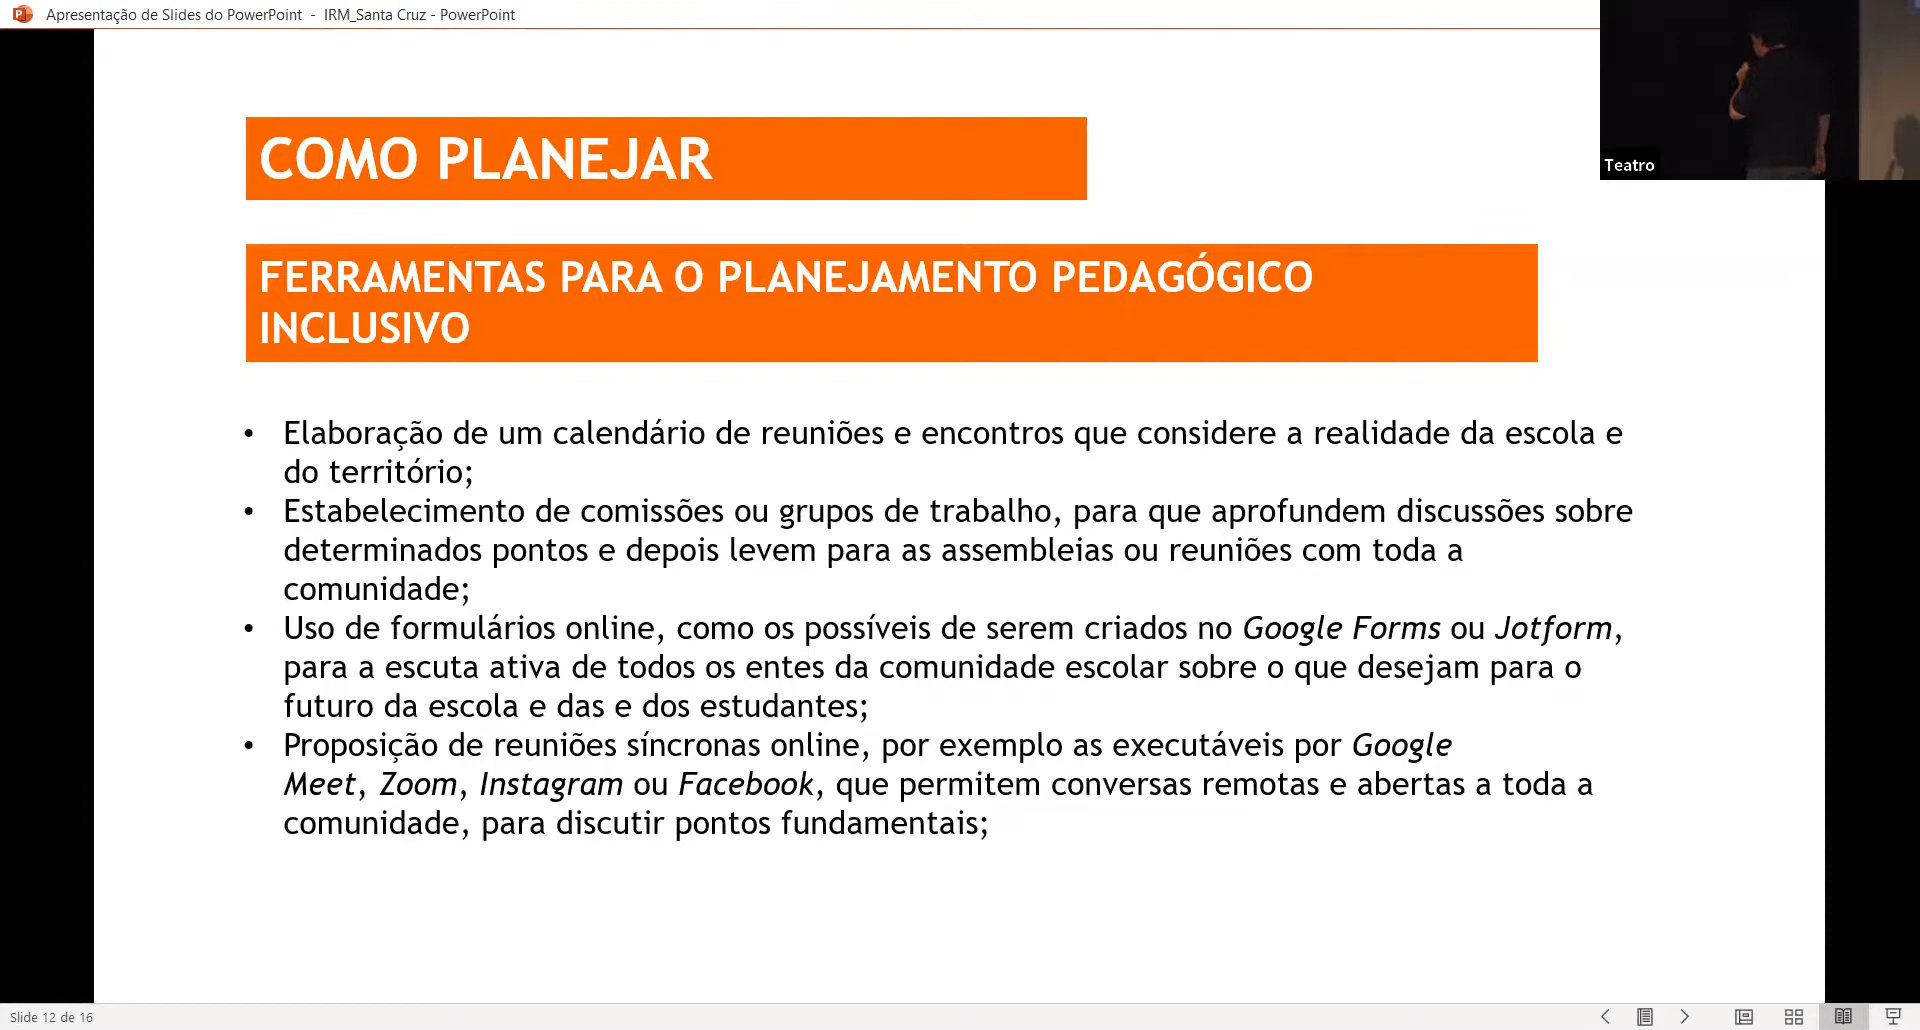 Apresentação de Slides do PowerPoint - IRM_Santa Cruz - PowerPoint
Teatro
COMO PLANEJAR
FERRAMENTAS PARA O PLANEJAMENTO PEDAGÓGICO
INCLUSIVO
• Elaboração de um calendário de reuniões e encontros que considere a realidade da escola e
do território;
• Estabelecimento de comissões ou grupos de trabalho, para que aprofundem discussões sobre
determinados pontos e depois levem para as assembleias ou reuniões com toda a
comunidade;
• Uso de formulários online, como os possíveis de serem criados no Google Forms ou Jotform,
para a escuta ativa de todos os entes da comunidade escolar sobre o que desejam para o
futuro da escola e das e dos estudantes;
• Proposição de reuniões síncronas online, por exemplo as executáveis por Google
Meet, Zoom, Instagram ou Facebook, que permitem conversas remotas e abertas a toda a
comunidade, para discutir pontos fundamentais;
Slide 12 de 16